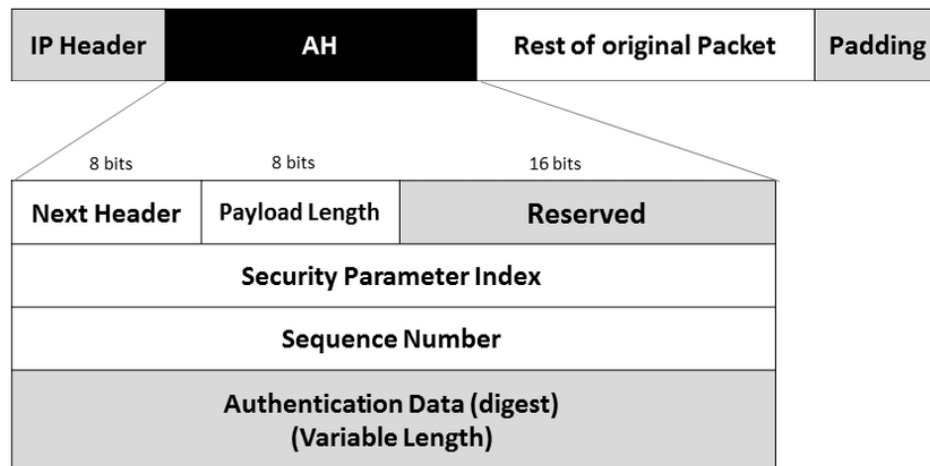 IP Header
AH
Rest of original Packet
Padding
8 bits
8 bits
16 bits
Next Header
Payload Length
Reserved
Security Parameter Index
Sequence Number
Authentication Data (digest)
(Variable Length)